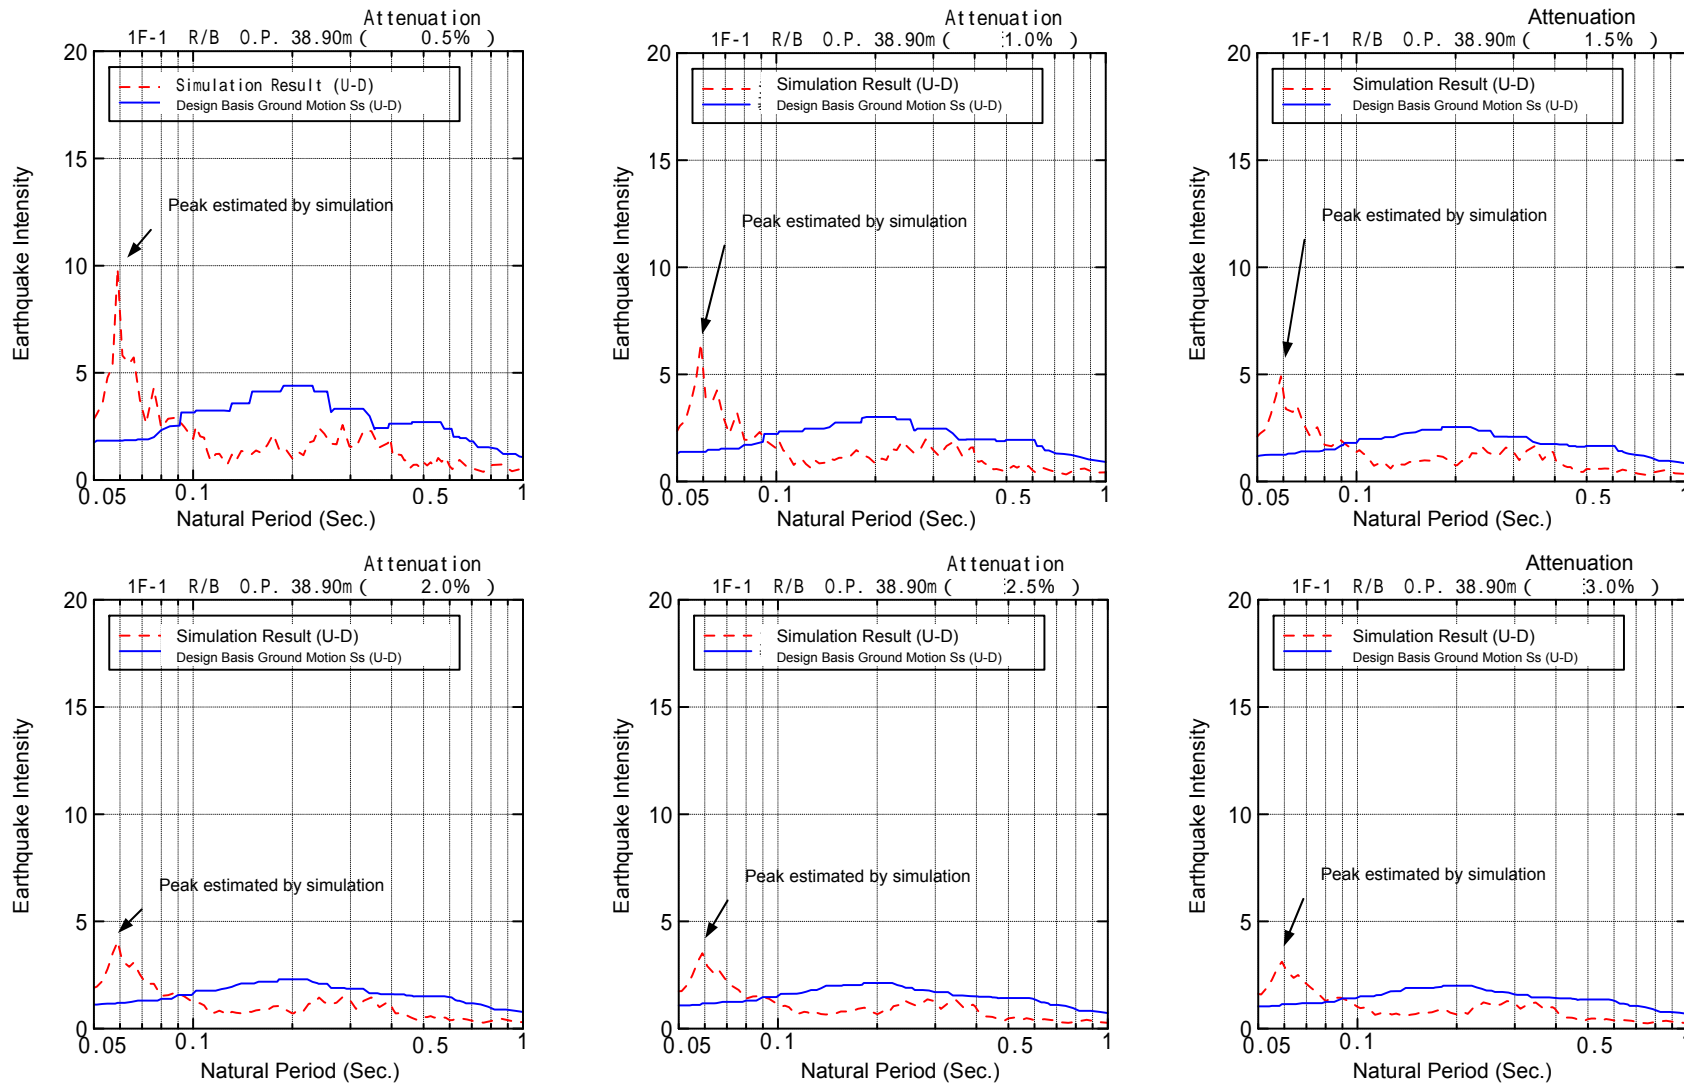 Attenuation
1F-1 R/B O.P. 38.90m ( 0.5% )
20
15
10
5
0
Earthquake Intensity
Simulation Result (U-D)
Design Basis Ground Motion Ss (U-D)
Peak estimated by simulation
0.05 0.1 0.5 1
Natural Period (Sec.)
Attenuation
1F-1 R/B O.P. 38.90m ( 1.0% )
20
15
10
5
0
Earthquake Intensity
Simulation Result (U-D)
Design Basis Ground Motion Ss (U-D)
Peak estimated by simulation
0.05 0.1 0.5 1
Natural Period (Sec.)
Attenuation
1F-1 R/B O.P. 38.90m ( 1.5% )
20
15
10
5
0
Earthquake Intensity
Simulation Result (U-D)
Design Basis Ground Motion Ss (U-D)
Peak estimated by simulation
0.05 0.1 0.5 1
Natural Period (Sec.)
Attenuation
1F-1 R/B O.P. 38.90m ( 2.0% )
20
15
10
5
0
Earthquake Intensity
Simulation Result (U-D)
Design Basis Ground Motion Ss (U-D)
Peak estimated by simulation
0.05 0.1 0.5 1
Natural Period (Sec.)
Attenuation
1F-1 R/B O.P. 38.90m ( 2.5% )
20
15
10
5
0
Earthquake Intensity
Simulation Result (U-D)
Design Basis Ground Motion Ss (U-D)
Peak estimated by simulation
0.05 0.1 0.5 1
Natural Period (Sec.)
Attenuation
1F-1 R/B O.P. 38.90m ( 3.0% )
20
15
10
5
0
Earthquake Intensity
Simulation Result (U-D)
Design Basis Ground Motion Ss (U-D)
Peak estimated by simulation
0.05 0.1 0.5 1
Natural Period (Sec.)